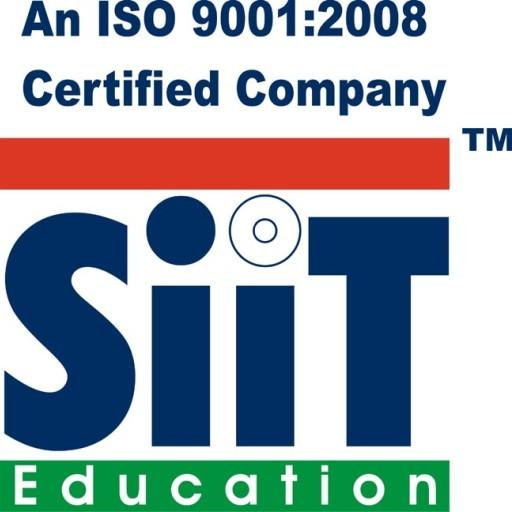 An ISO 9001:2008
Certified Company
TM
SiiT
Education